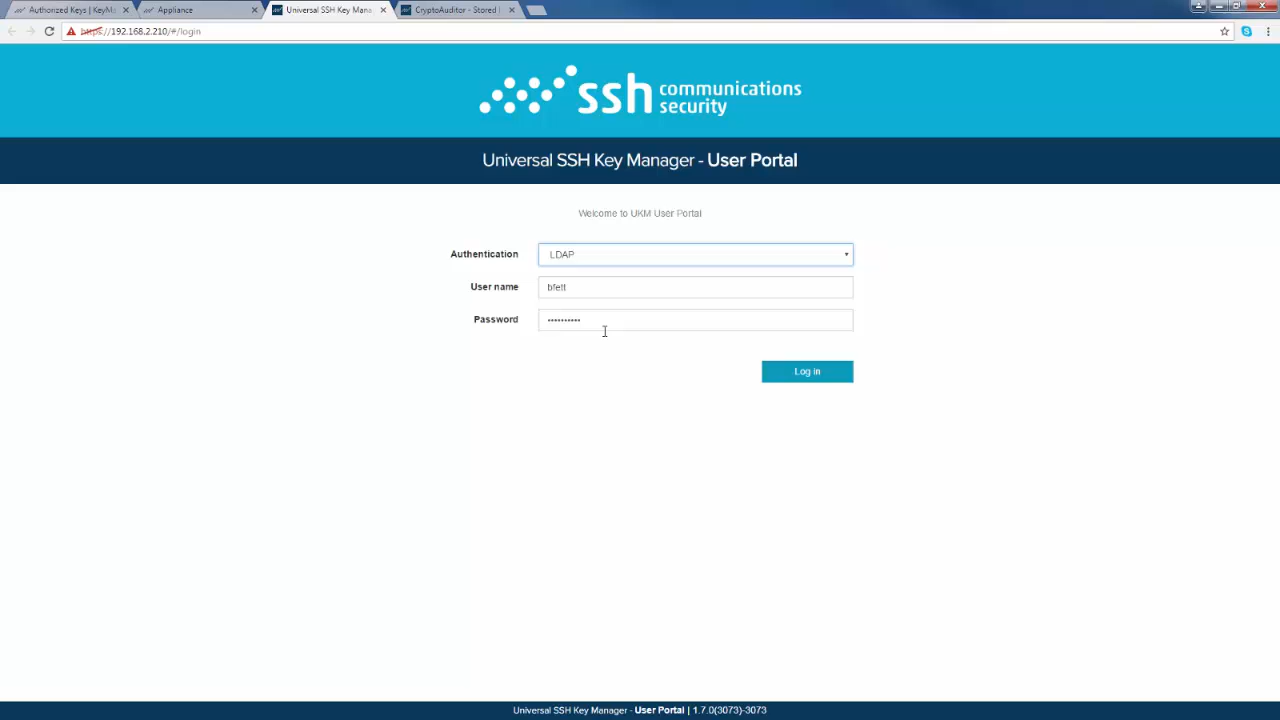 Authorized Keys | KeyMa
Appliance
Universal SSH Key Mana
CryptoAuditor - Stored
https://192.168.2.210/#/login
ssh communications security
Universal SSH Key Manager - User Portal
Welcome to UKM User Portal
Authentication
LDAP
User name
bfett
Password
••••••••••
Log in
Universal SSH Key Manager - User Portal | 1.7.0(3073)-3073